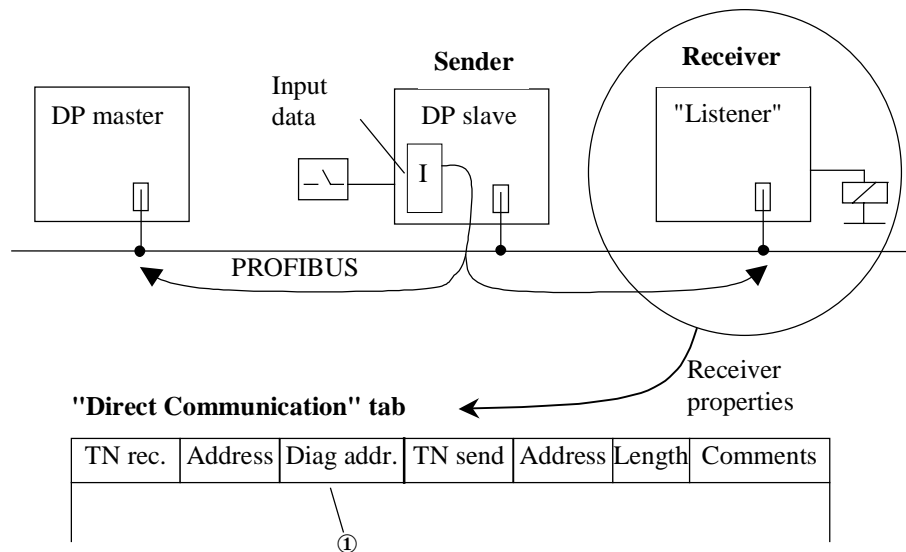 Sender
Receiver
Input
data
DP master
DP slave
"Listener"
I
PROFIBUS
Receiver
properties
"Direct Communication" tab
TN rec. Address Diag addr. TN send Address Length Comments
①